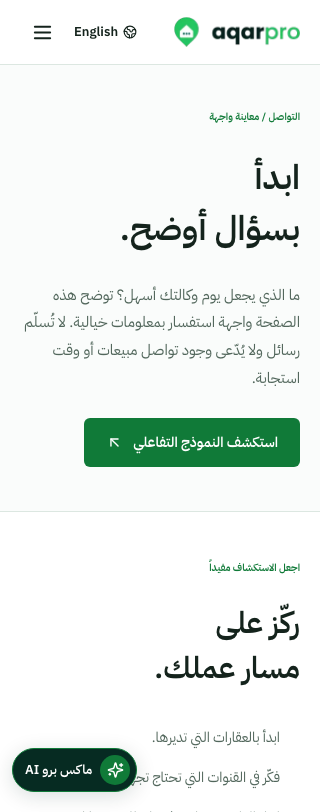 aqarpro
English
التواصل / معاينة واجهة
ابدأ
بسؤال أوضح.
ما الذي يجعل يوم وكالتك أسهل؟ توضح هذه
الصفحة واجهة استفسار بمعلومات خيالية. لا تُسلّم
رسائل ولا يُدّعى وجود تواصل مبيعات أو وقت
استجابة.
استكشف النموذج التفاعلي
اجعل الاستكشاف مفيداً
ركّز على
مسار عملك.
ابدأ بالعقارات التي تديرها.
فكّر في القنوات التي تحتاج
ماكس برو AI